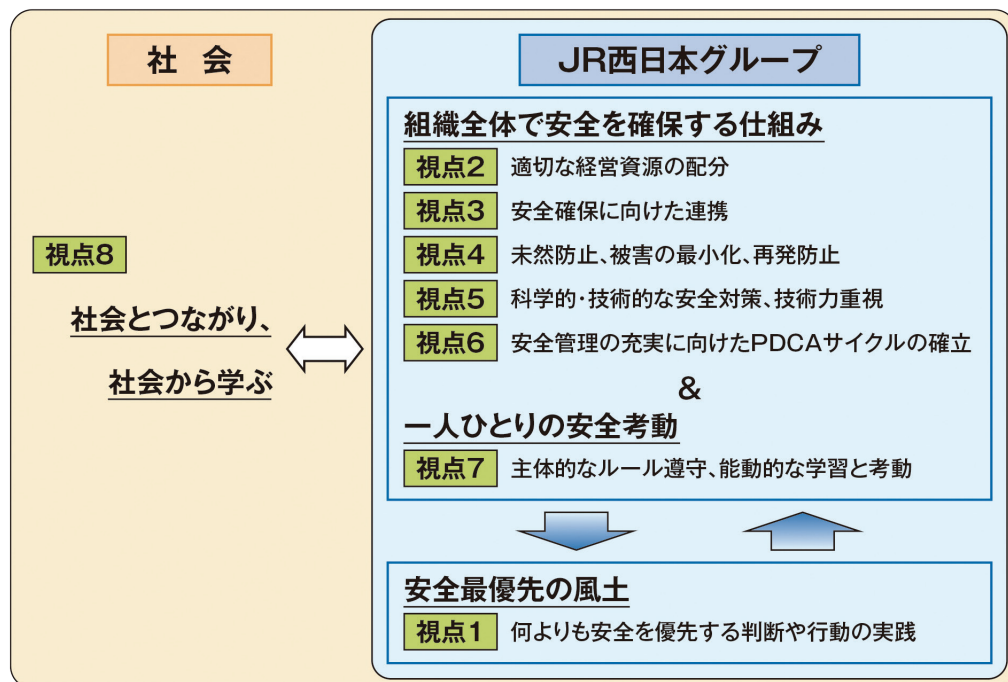 社 会
視点8
社会とつながり、
社会から学ぶ
JR西日本グループ
組織全体で安全を確保する仕組み
視点2 適切な経営資源の配分
視点3 安全確保に向けた連携
視点4 未然防止、被害の最小化、再発防止
視点5 科学的・技術的な安全対策、技術力重視
視点6 安全管理の充実に向けたPDCAサイクルの確立
&
一人ひとりの安全考動
視点7 主体的なルール遵守、能動的な学習と考動
安全最優先の風土
視点1 何よりも安全を優先する判断や行動の実践